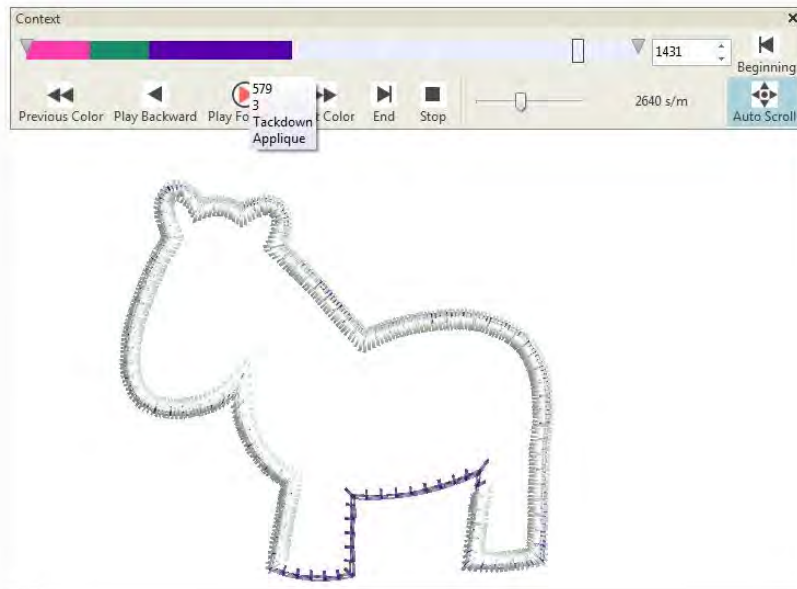 Context
1431
Beginning
579
3
Tackdown
Applique
Previous Color
Play Backward
Play Fo
t Color
End
Stop
2640 s/m
Auto Scroll